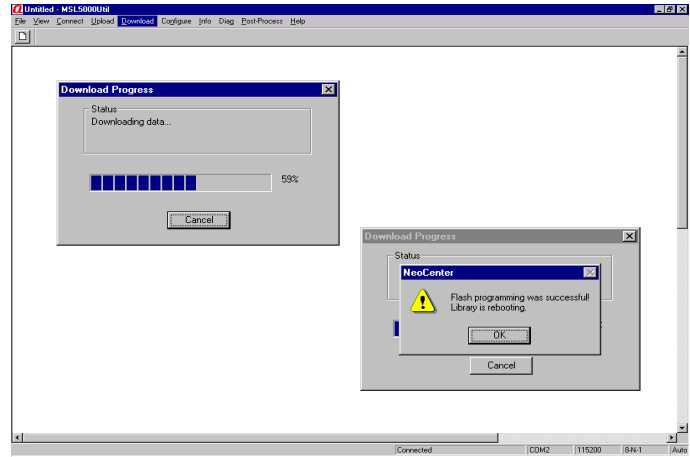 Untitled - MSL5000Util
File View Connect Upload Download Configure Info Diag Post-Process Help
Download Progress
Status
Downloading data...
59%
Cancel
Download Progress
Status
NeoCenter
Flash programming was successful!
Library is rebooting.
OK
Cancel
Connected COM2 115200 8-N-1 Auto